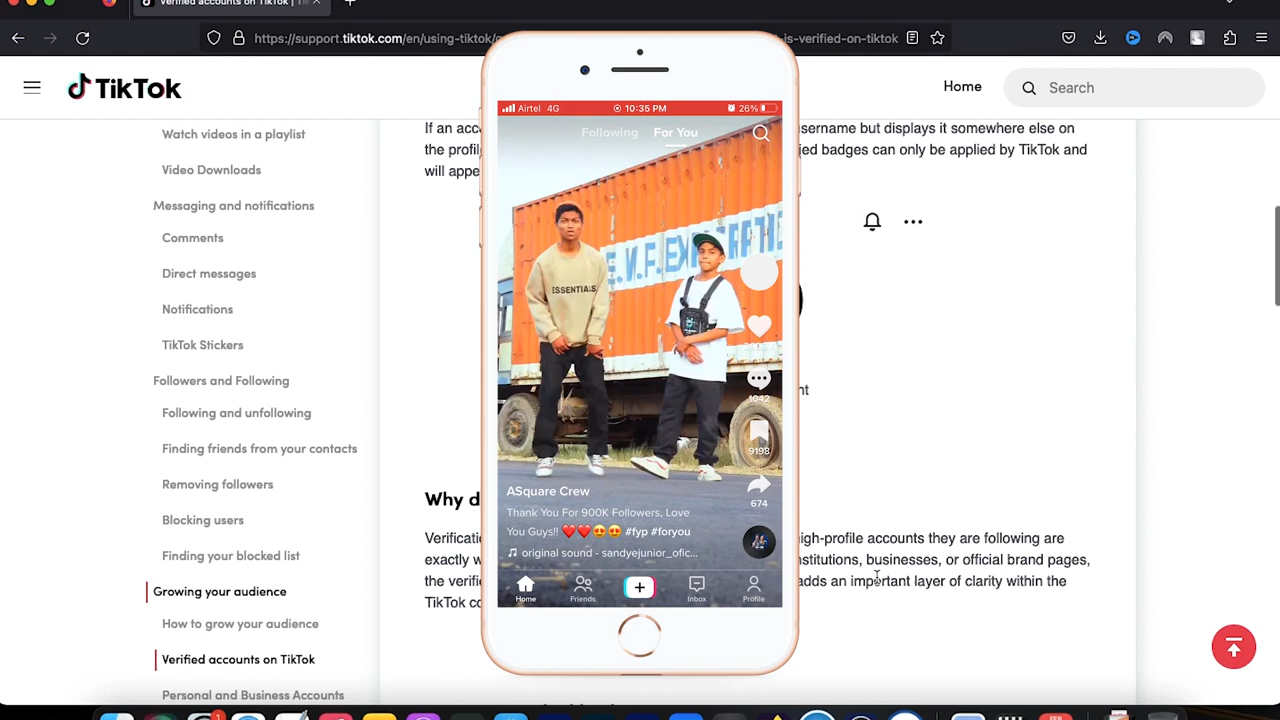 Verified accounts on TikTok | Ti
https://support.tiktok.com/en/using-tiktok/ is-verified-on-tiktok
TikTok
Home
Search
Watch videos in a playlist
Video Downloads
Messaging and notifications
Comments
Direct messages
Notifications
TikTok Stickers
Followers and Following
Following and unfollowing
Finding friends from your contacts
Removing followers
Blocking users
Finding your blocked list
Growing your audience
How to grow your audience
Verified accounts on TikTok
Personal and Business Accounts
If an acc sername but displays it somewhere else on
the profil ied badges can only be applied by TikTok and
will appe
nt
Why d
Verificati igh-profile accounts they are following are
exactly w nstitutions, businesses, or official brand pages,
the verifi adds an important layer of clarity within the
TikTok co
Airtel 4G 10:35 PM 26%
Following For You
E.N.F.EXP RATI
ESSENTIALS
1042
9198
674
ASquare Crew
Thank You For 900K Followers, Love
You Guys!! ❤️❤️😍😍 #fyp #foryou
original sound - sandyejunior_ofic...
Home Friends Inbox Profile